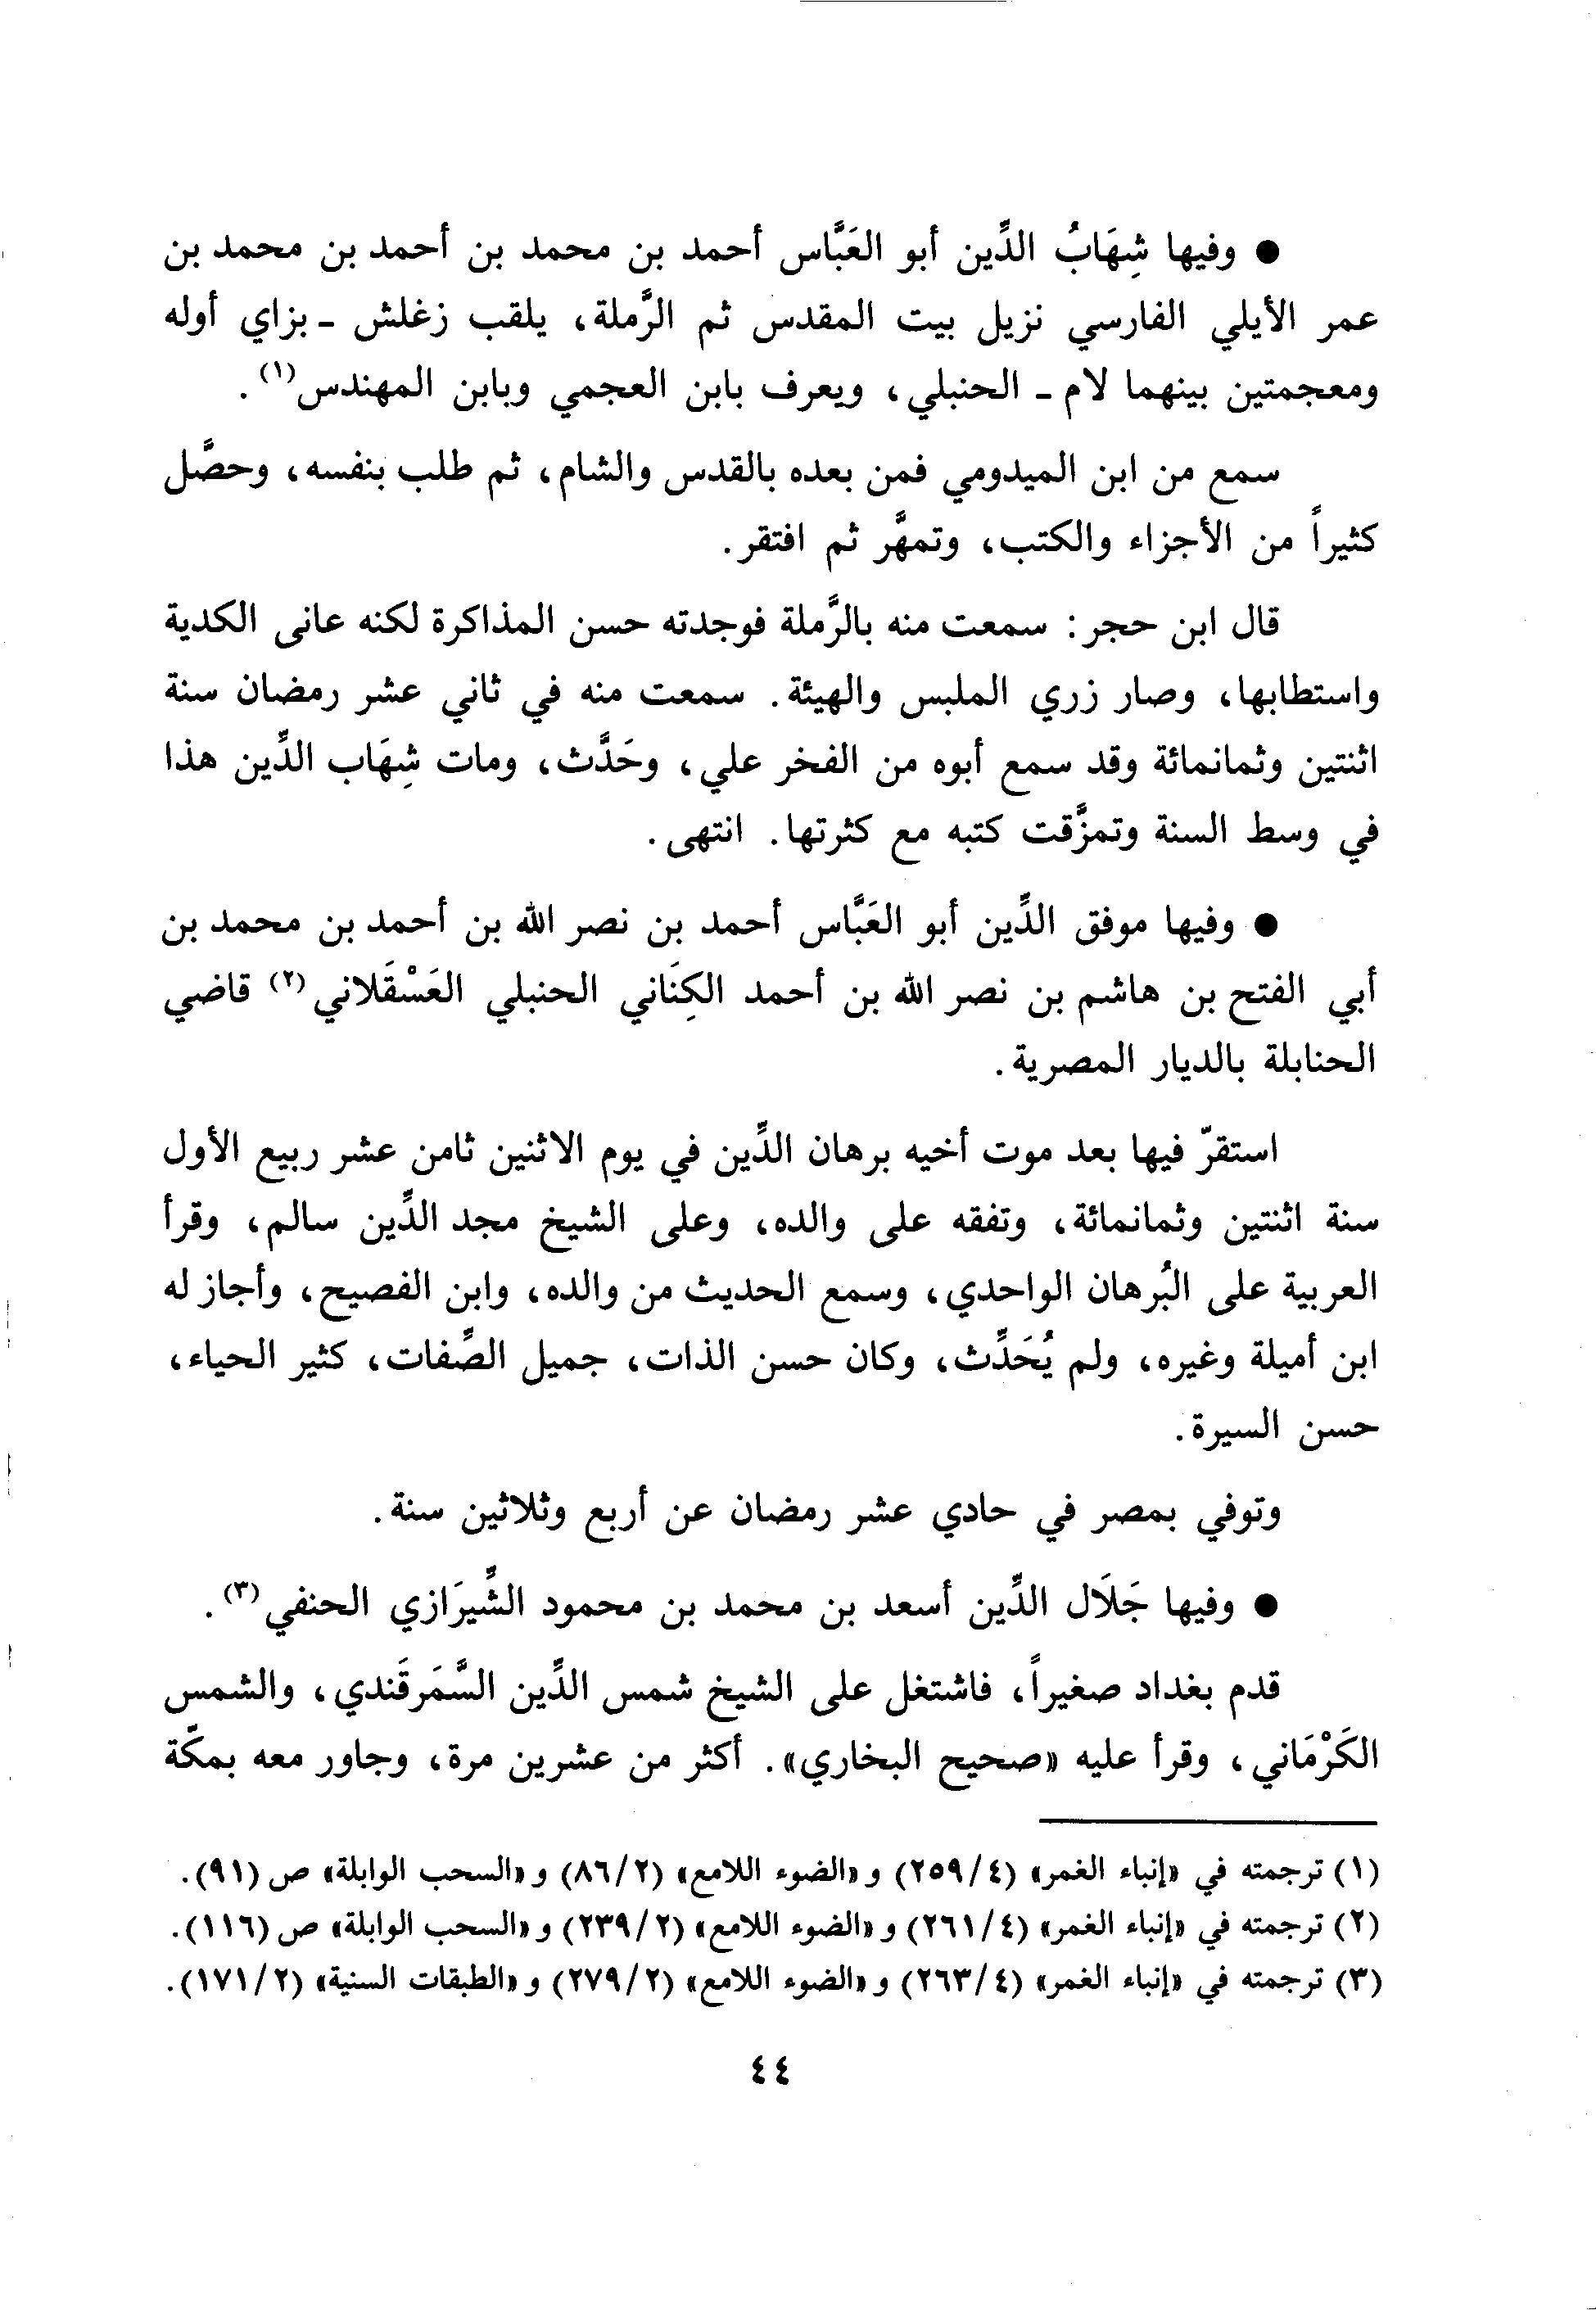 ● وفيها شِهَابُ الدِّين أبو العَبَّاس أحمد بن محمد بن أحمد بن محمد بن
عمر الأيلي الفارسي نزيل بيت المقدس ثم الرَّملة، يلقب زغلش - بزاي أوله
ومعجمتين بينهما لام - الحنبلي، ويعرف بابن العجمي وبابن المهندس(١).
سمع من ابن الميدومي فمن بعده بالقدس والشام، ثم طلب بنفسه، وحصَّل
كثيراً من الأجزاء والكتب، وتمهَّر ثم افتقر.
قال ابن حجر: سمعت منه بالرَّملة فوجدته حسن المذاكرة لكنه عانى الكدية
واستطابها، وصار زري الملبس والهيئة. سمعت منه في ثاني عشر رمضان سنة
اثنتين وثمانمائة وقد سمع أبوه من الفخر علي، وحَدَّث، ومات شِهَاب الدِّين هذا
في وسط السنة وتمزَّقت كتبه مع كثرتها. انتهى.
● وفيها موفق الدِّين أبو العَبَّاس أحمد بن نصر الله بن أحمد بن محمد بن
أبي الفتح بن هاشم بن نصر الله بن أحمد الكِنَاني الحنبلي العَسْقَلاني(٢) قاضي
الحنابلة بالديار المصرية.
استقرّ فيها بعد موت أخيه برهان الدِّين في يوم الاثنين ثامن عشر ربيع الأول
سنة اثنتين وثمانمائة، وتفقه على والده، وعلى الشيخ مجد الدِّين سالم، وقرأ
العربية على البُرهان الواحدي، وسمع الحديث من والده، وابن الفصيح، وأجاز له
ابن أميلة وغيره، ولم يُحَدِّث، وكان حسن الذات، جميل الصِّفات، كثير الحياء،
حسن السيرة.
وتوفي بمصر في حادي عشر رمضان عن أربع وثلاثين سنة.
● وفيها جَلَال الدِّين أسعد بن محمد بن محمود الشِّيرَازي الحنفي(٣).
قدم بغداد صغيراً، فاشتغل على الشيخ شمس الدِّين السَّمَرقَندي، والشمس
الكَرْمَاني، وقرأ عليه «صحيح البخاري». أكثر من عشرين مرة، وجاور معه بمكّة
(١) ترجمته في «إنباء الغمر» (٤/ ٢٥٩) و «الضوء اللامع» (٢/ ٨٦) و «السحب الوابلة» ص (٩١).
(٢) ترجمته في «إنباء الغمر» (٤/ ٢٦١) و «الضوء اللامع» (٢/ ٢٣٩) و «السحب الوابلة» ص (١١٦).
(٣) ترجمته في «إنباء الغمر» (٤/ ٢٦٣) و «الضوء اللامع» (٢/ ٢٧٩) و «الطبقات السنية» (٢/ ١٧١).
٤٤